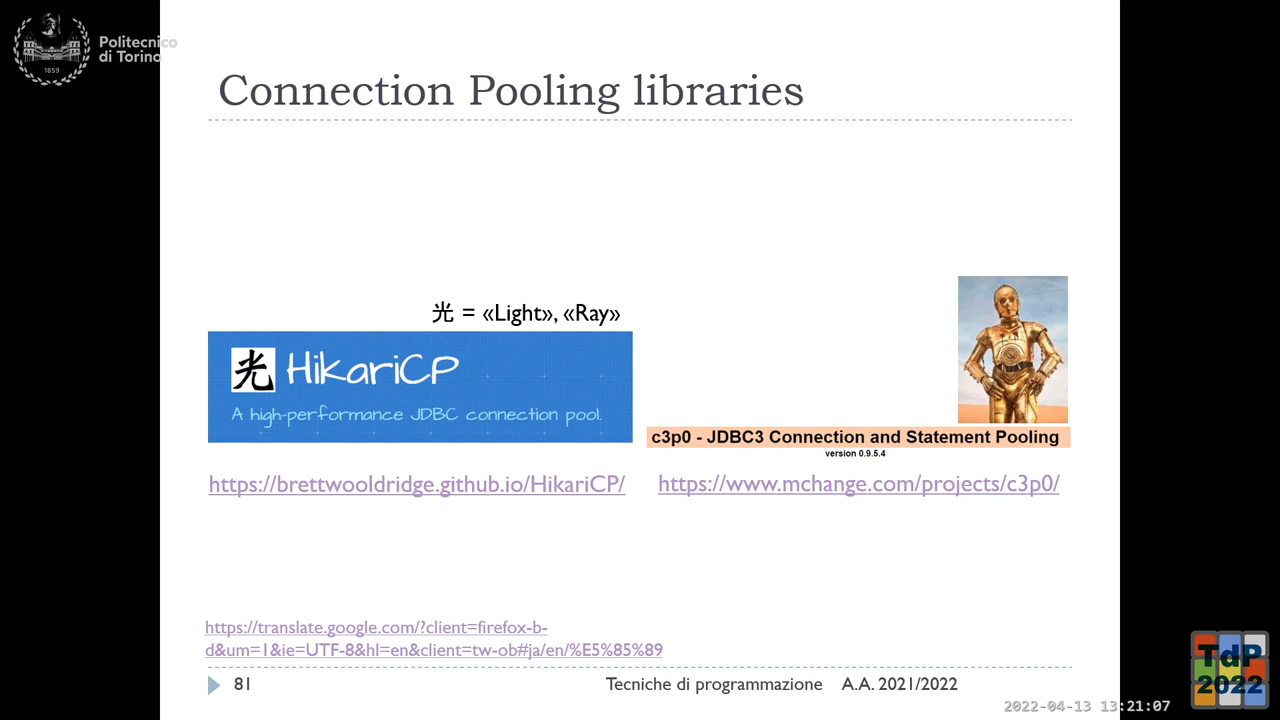 Politecnico
di Torino
1859
Connection Pooling libraries
光 = «Light», «Ray»
光 HikariCP
A high-performance JDBC connection pool.
c3p0 - JDBC3 Connection and Statement Pooling
version 0.9.5.4
https://brettwooldridge.github.io/HikariCP/
https://www.mchange.com/projects/c3p0/
https://translate.google.com/?client=firefox-b-
d&um=1&ie=UTF-8&hl=en&client=tw-ob#ja/en/%E5%85%89
81
Tecniche di programmazione A.A. 2021/2022
TdP
2022
2022-04-13 13:21:07